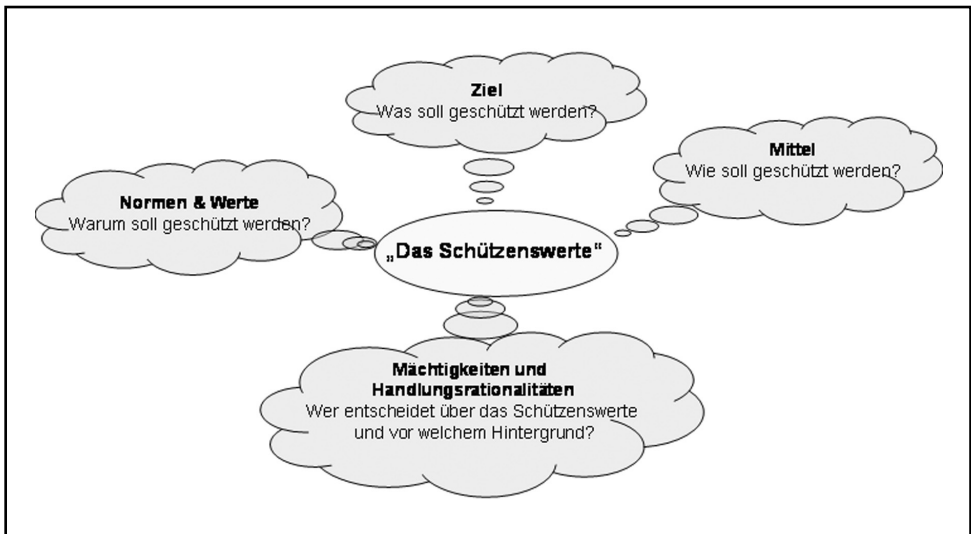 Ziel
Was soll geschützt werden?
Mittel
Wie soll geschützt werden?
Normen & Werte
Warum soll geschützt werden?
„Das Schützenswerte“
Mächtigkeiten und
Handlungsrationalitäten
Wer entscheidet über das Schützenswerte
und vor welchem Hintergrund?